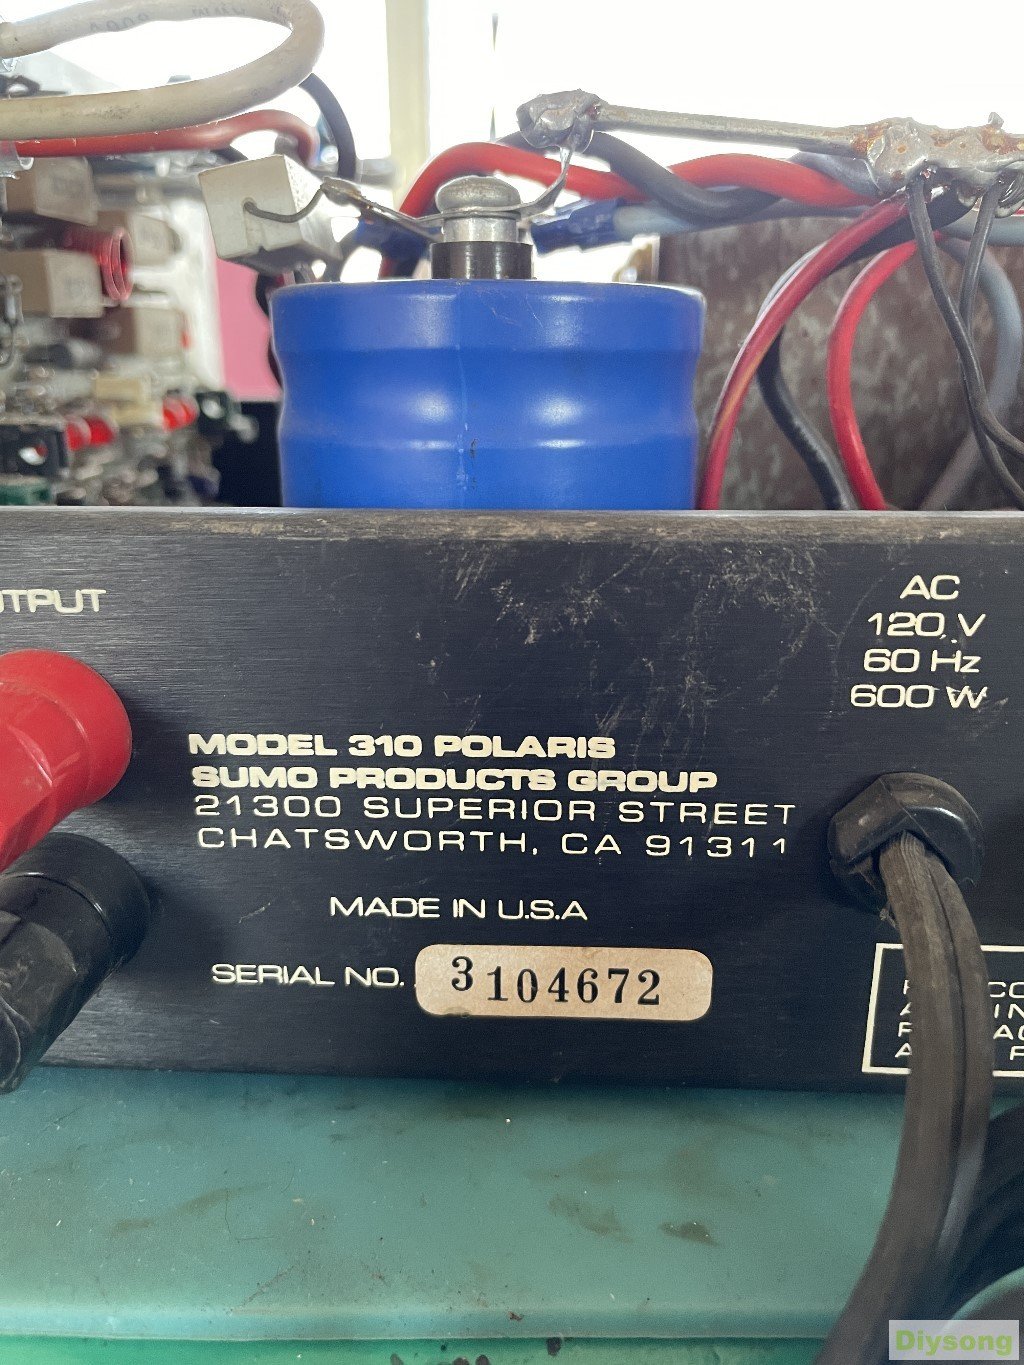 AC
120 V
60 Hz
600 W
MODEL 310 POLARIS
SUMO PRODUCTS GROUP
21300 SUPERIOR STREET
CHATSWORTH, CA 91311
MADE IN U.S.A
SERIAL NO. 3104672
Diysong